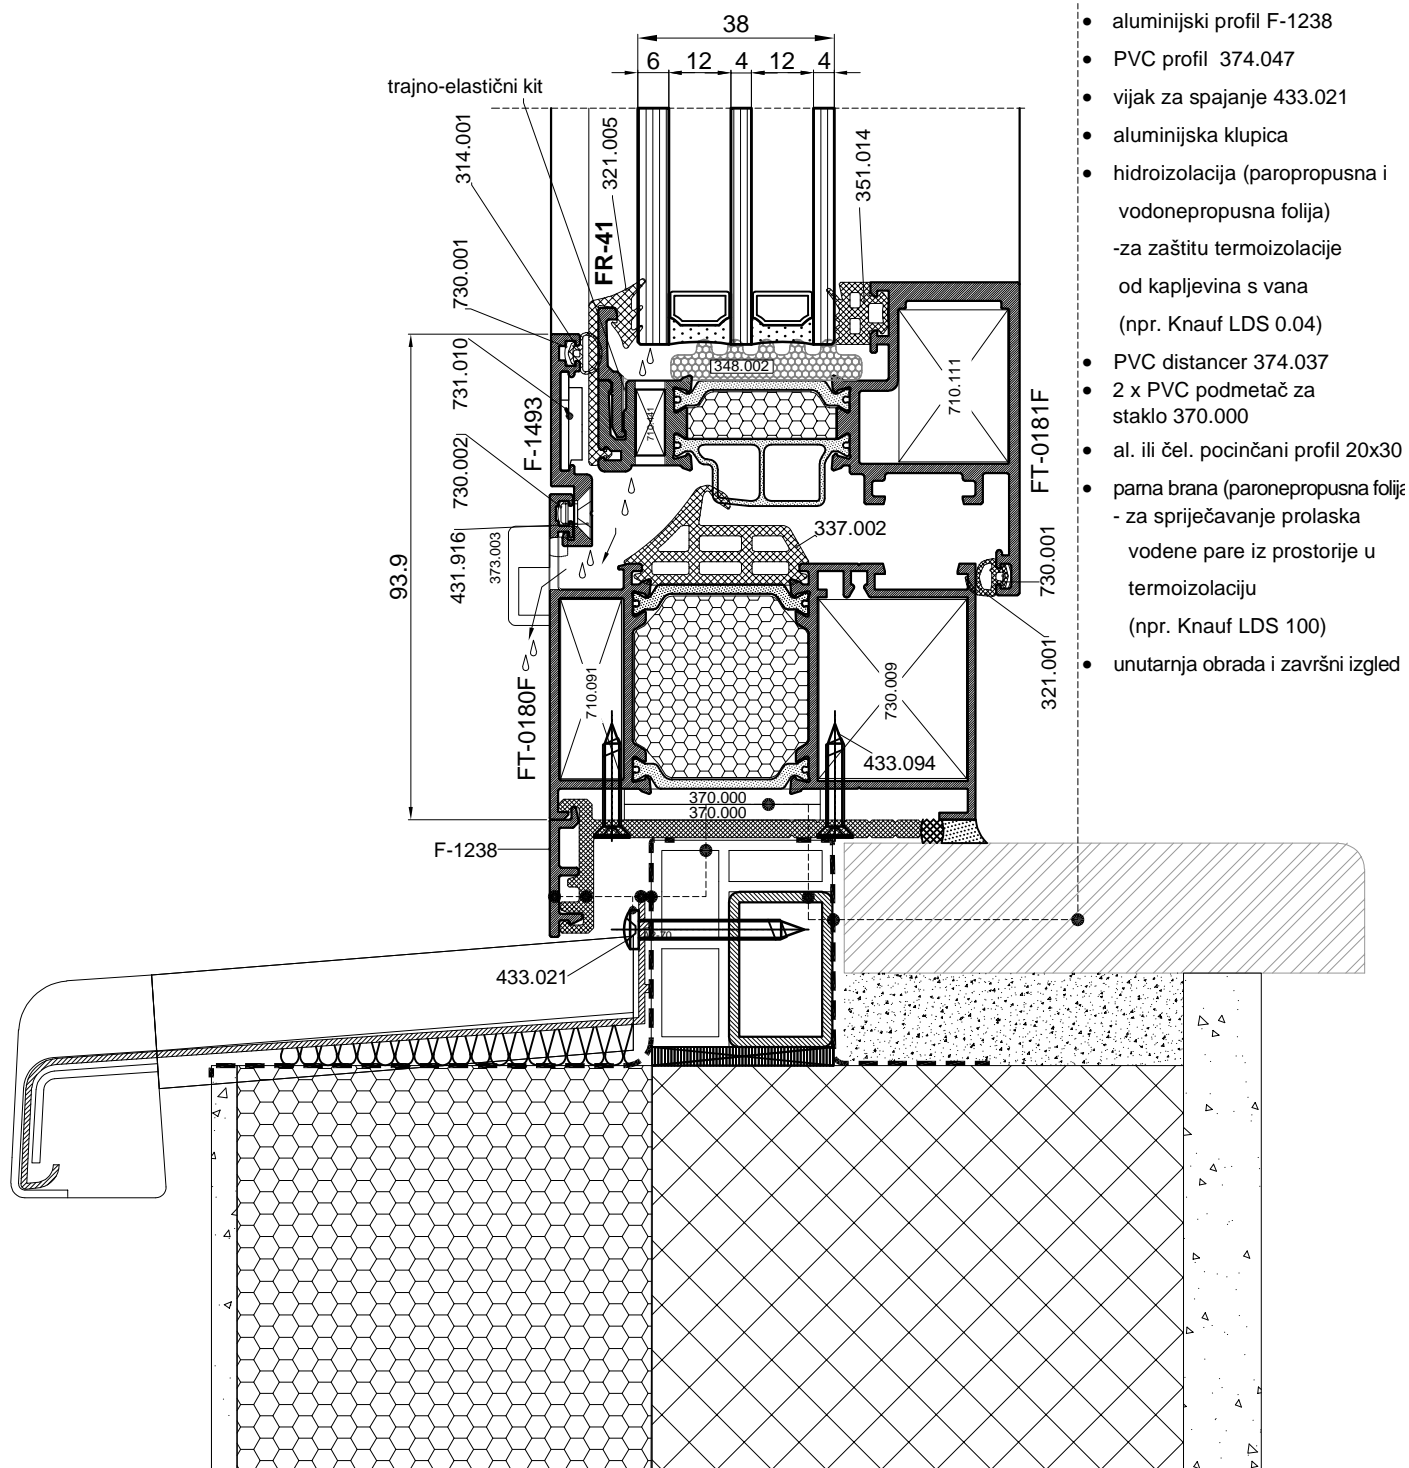 38
6
12
4
12
4
trajno-elastični kit
314.001
FR-41
321.005
351.014
730.001
731.010
F-1493
348.002
710.111
FT-0181F
730.002
431.916
373.003
337.002
730.001
93.9
FT-0180F
710.091
730.009
321.001
433.094
370.000
370.000
F-1238
433.021
• aluminijski profil F-1238
• PVC profil 374.047
• vijak za spajanje 433.021
• aluminijska klupica
• hidroizolacija (paropropusna i
vodonepropusna folija)
-za zaštitu termoizolacije
od kapljevina s vana
(npr. Knauf LDS 0.04)
• PVC distancer 374.037
• 2 x PVC podmetač za
staklo 370.000
• al. ili čel. pocinčani profil 20x30
• parna brana (paronepropusna folija
- za spriječavanje prolaska
vodene pare iz prostorije u
termoizolaciju
(npr. Knauf LDS 100)
• unutarnja obrada i završni izgled